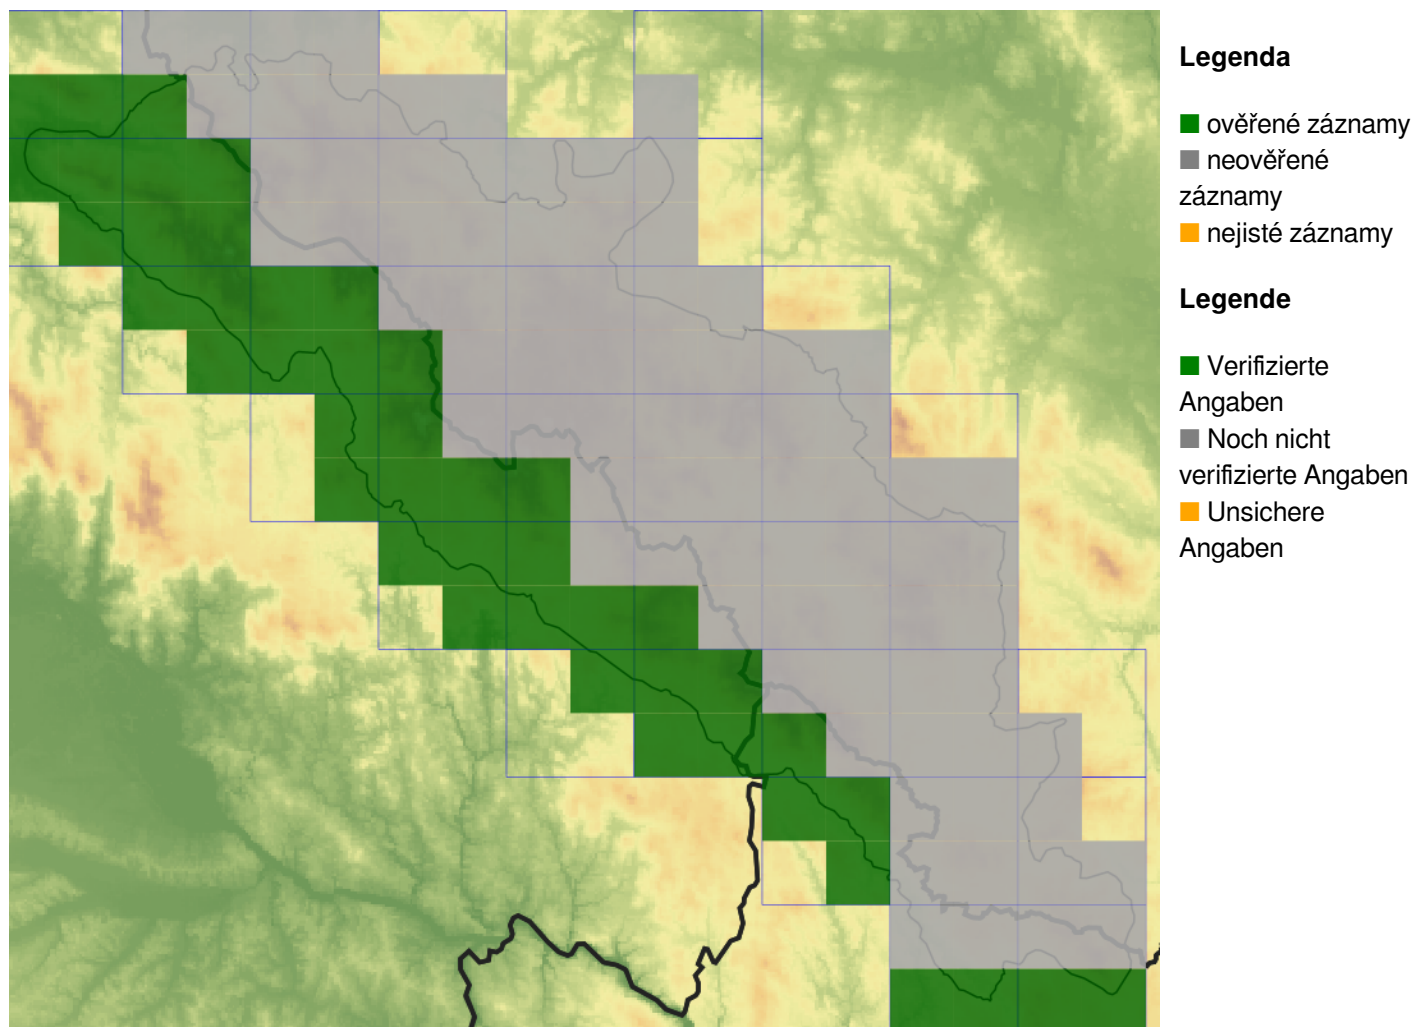 Legenda
ověřené záznamy
neověřené
záznamy
nejisté záznamy
Legende
Verifizierte
Angaben
Noch nicht
verifizierte Angaben
Unsichere
Angaben